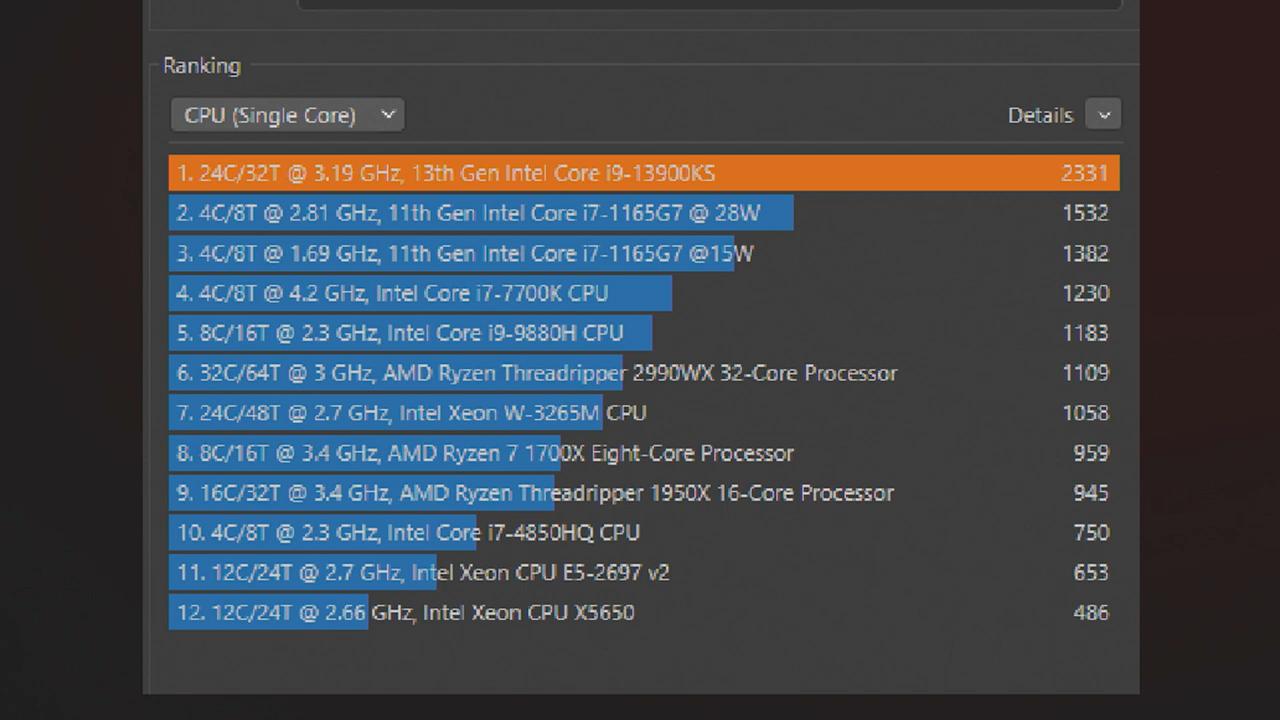 Ranking
CPU (Single Core)
Details
1. 24C/32T @ 3.19 GHz, 13th Gen Intel Core i9-13900KS 2331
2. 4C/8T @ 2.81 GHz, 11th Gen Intel Core i7-1165G7 @ 28W 1532
3. 4C/8T @ 1.69 GHz, 11th Gen Intel Core i7-1165G7 @15W 1382
4. 4C/8T @ 4.2 GHz, Intel Core i7-7700K CPU 1230
5. 8C/16T @ 2.3 GHz, Intel Core i9-9880H CPU 1183
6. 32C/64T @ 3 GHz, AMD Ryzen Threadripper 2990WX 32-Core Processor 1109
7. 24C/48T @ 2.7 GHz, Intel Xeon W-3265M CPU 1058
8. 8C/16T @ 3.4 GHz, AMD Ryzen 7 1700X Eight-Core Processor 959
9. 16C/32T @ 3.4 GHz, AMD Ryzen Threadripper 1950X 16-Core Processor 945
10. 4C/8T @ 2.3 GHz, Intel Core i7-4850HQ CPU 750
11. 12C/24T @ 2.7 GHz, Intel Xeon CPU E5-2697 v2 653
12. 12C/24T @ 2.66 GHz, Intel Xeon CPU X5650 486